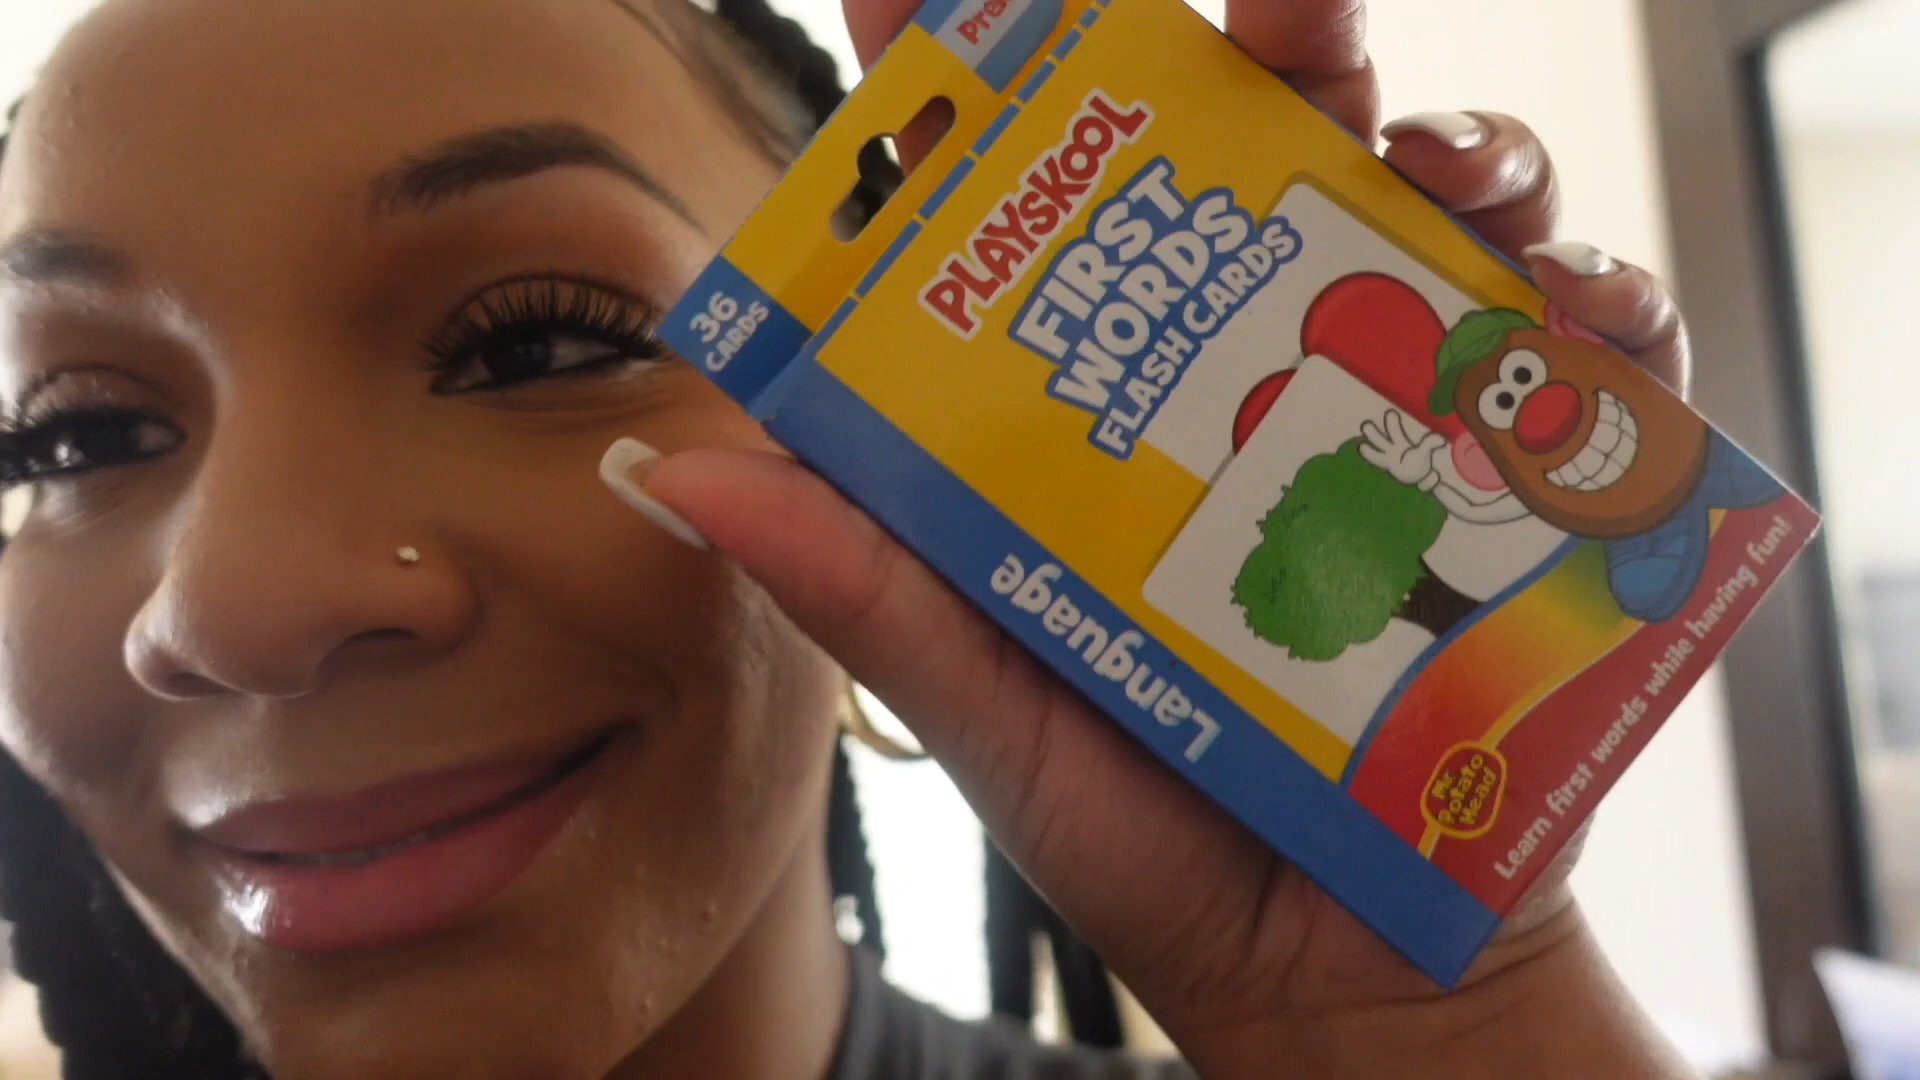 36
CARDS
PLAYSKOOL
FIRST
WORDS
FLASH CARDS
Language
Mr.
Potato
Head
Learn first words while having fun!